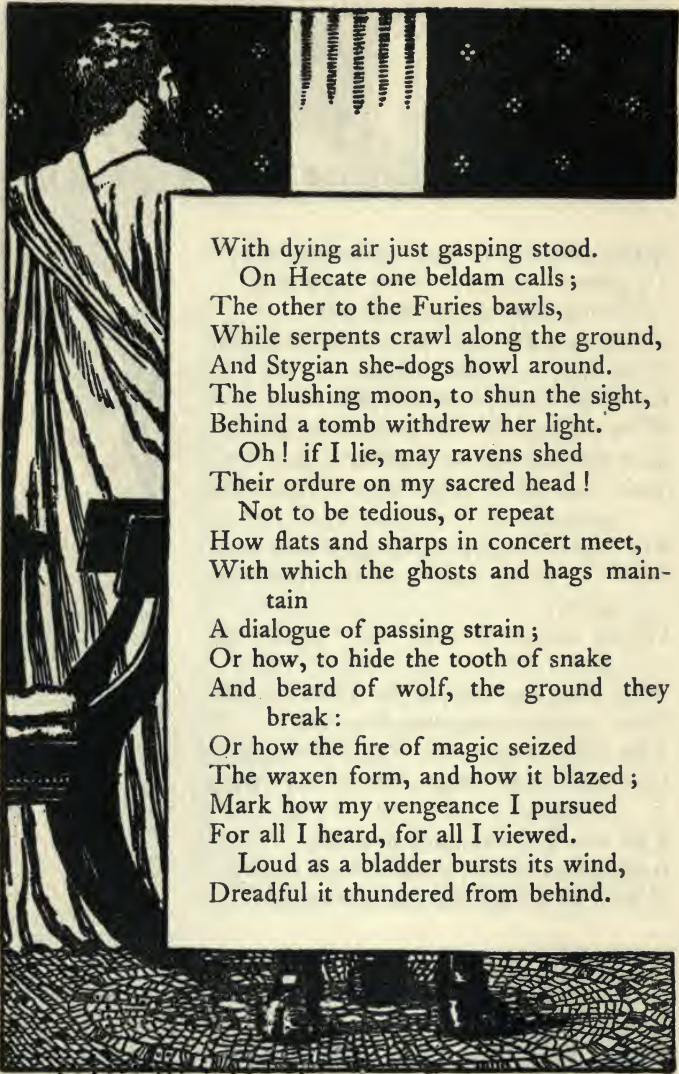 With dying air just gasping stood.
On Hecate one beldam calls ;
The other to the Furies bawls,
While serpents crawl along the ground,
And Stygian she-dogs howl around.
The blushing moon, to shun the sight,
Behind a tomb withdrew her light.
Oh ! if I lie, may ravens shed
Their ordure on my sacred head !
Not to be tedious, or repeat
How flats and sharps in concert meet,
With which the ghosts and hags main-
tain
A dialogue of passing strain ;
Or how, to hide the tooth of snake
And beard of wolf, the ground they
break :
Or how the fire of magic seized
The waxen form, and how it blazed ;
Mark how my vengeance I pursued
For all I heard, for all I viewed.
Loud as a bladder bursts its wind,
Dreadful it thundered from behind.